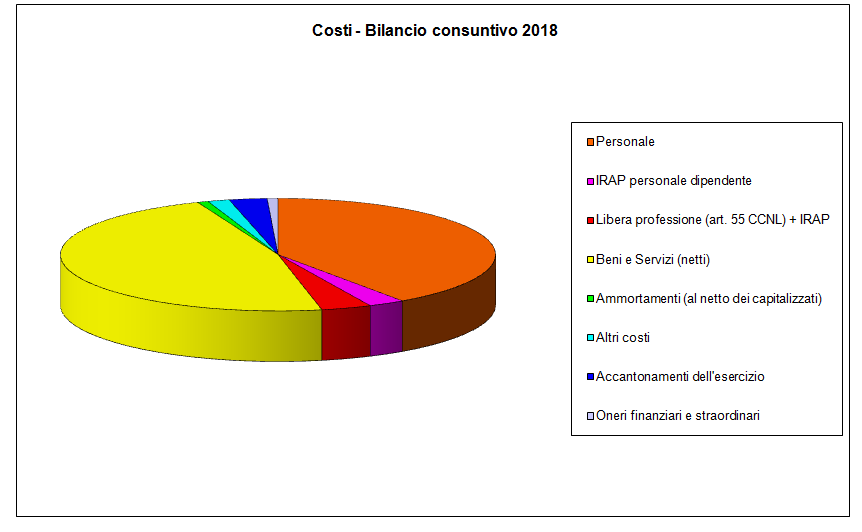 Costi - Bilancio consuntivo 2018
Personale
IRAP personale dipendente
Libera professione (art. 55 CCNL) + IRAP
Beni e Servizi (netti)
Ammortamenti (al netto dei capitalizzati)
Altri costi
Accantonamenti dell'esercizio
Oneri finanziari e straordinari